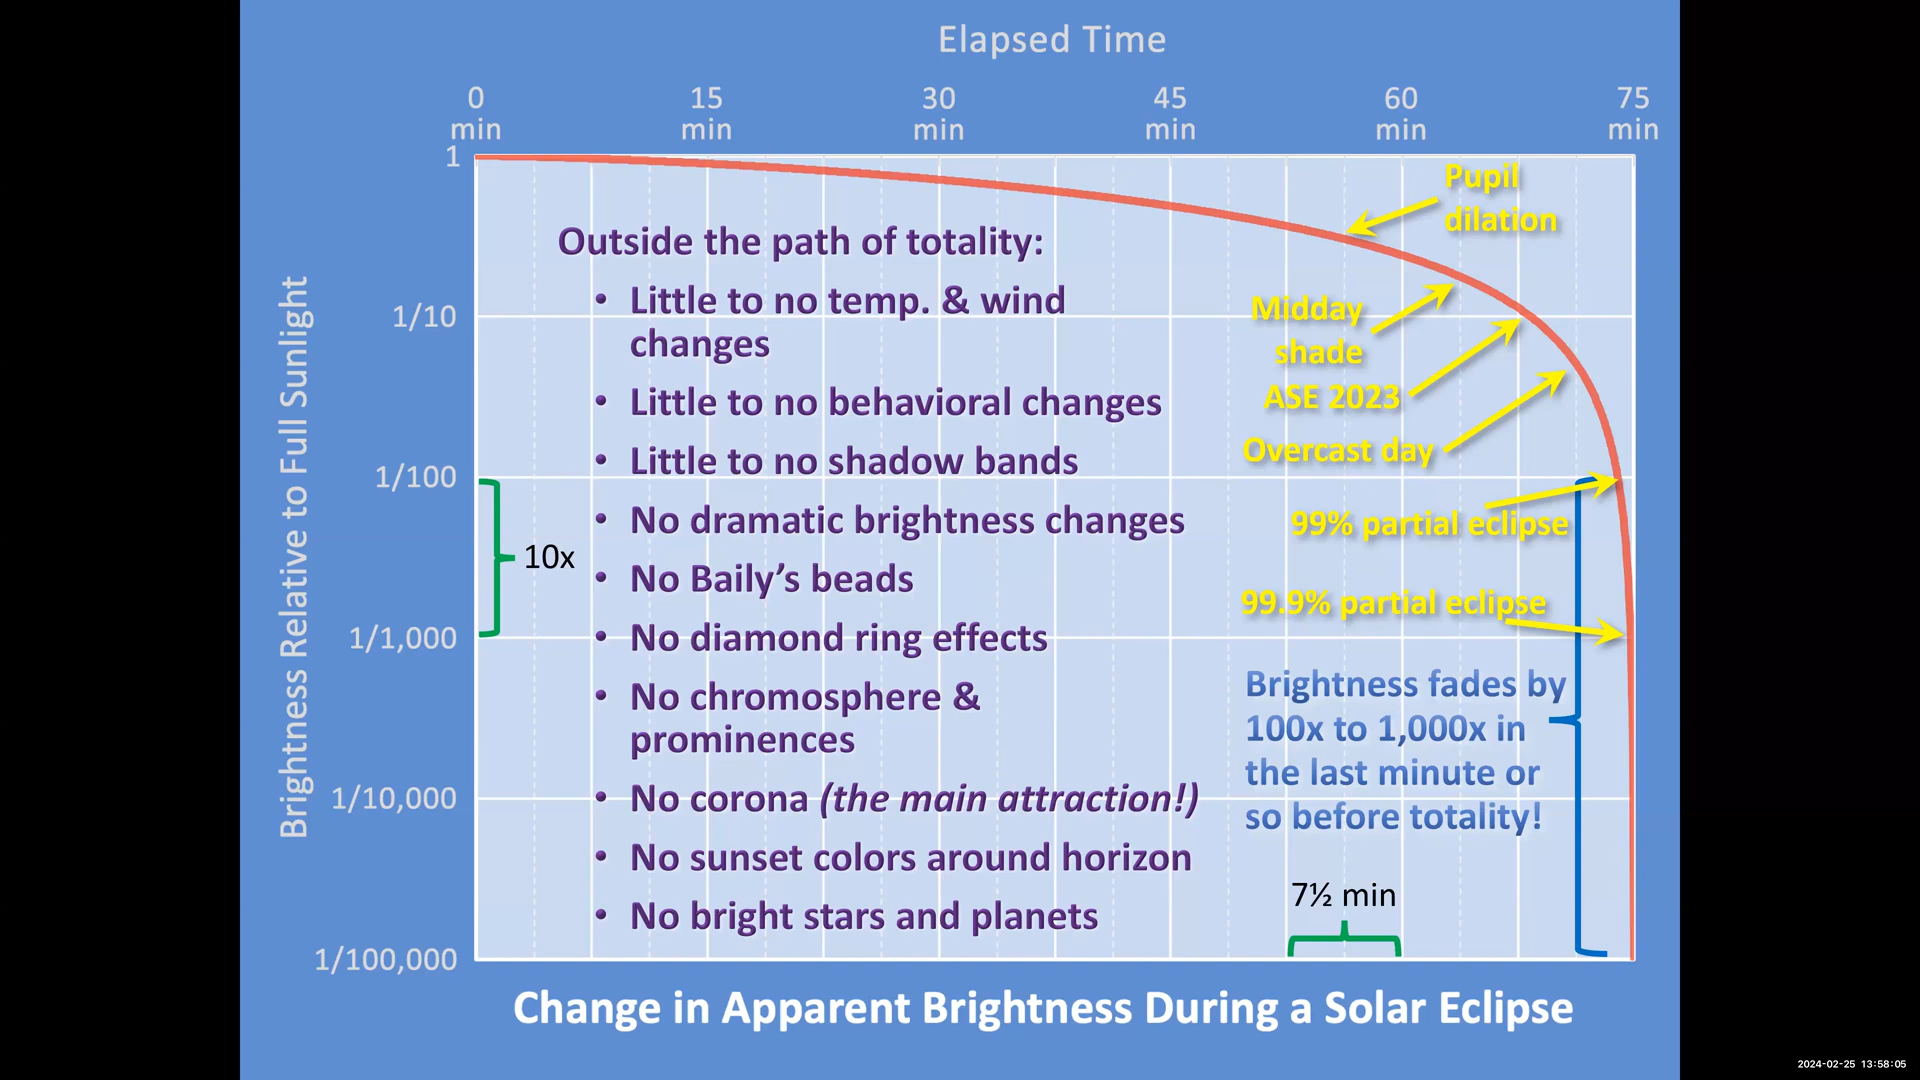 Elapsed Time
0 min
15 min
30 min
45 min
60 min
75 min
Brightness Relative to Full Sunlight
1
1/10
1/100
1/1,000
1/10,000
1/100,000
10x
Outside the path of totality:
• Little to no temp. & wind
changes
• Little to no behavioral changes
• Little to no shadow bands
• No dramatic brightness changes
• No Baily’s beads
• No diamond ring effects
• No chromosphere &
prominences
• No corona (the main attraction!)
• No sunset colors around horizon
• No bright stars and planets
Pupil
dilation
Midday
shade
ASE 2023
Overcast day
99% partial eclipse
99.9% partial eclipse
Brightness fades by
100x to 1,000x in
the last minute or
so before totality!
7½ min
Change in Apparent Brightness During a Solar Eclipse
2024-02-25 13:58:05